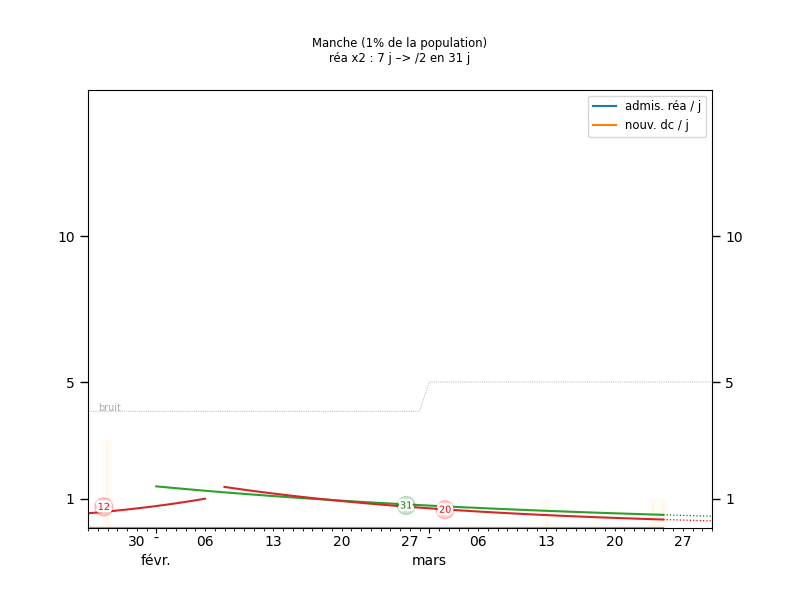 Manche (1% de la population)
réa x2 : 7 j –> /2 en 31 j
admis. réa / j
nouv. dc / j
10
10
5
5
bruit
1
1
12
31
20
30
-
06
13
20
27
-
06
13
20
27
févr.
mars